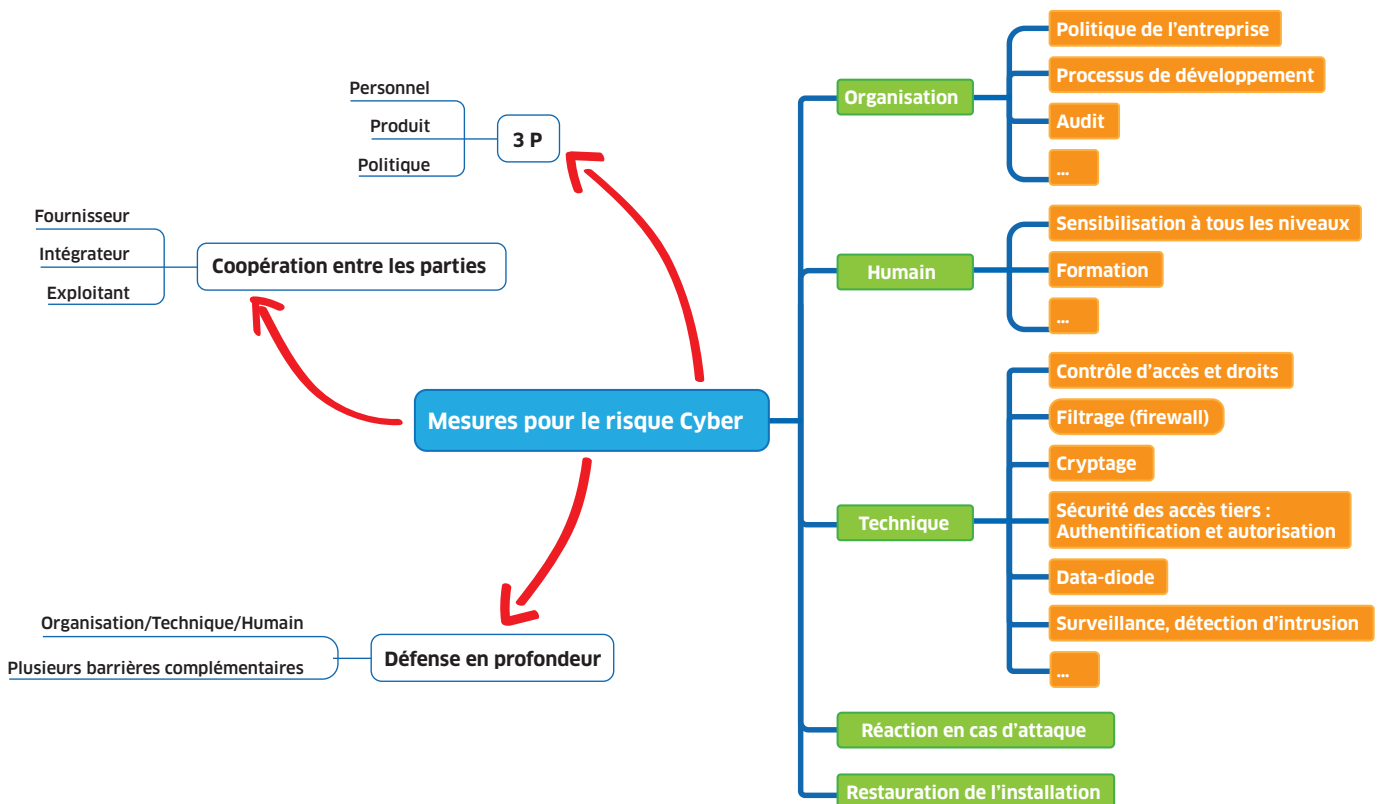 Personnel
Produit
Politique
3 P
Fournisseur
Intégrateur
Exploitant
Coopération entre les parties
Mesures pour le risque Cyber
Organisation/Technique/Humain
Plusieurs barrières complémentaires
Défense en profondeur
Organisation
Politique de l'entreprise
Processus de développement
Audit
...
Humain
Sensibilisation à tous les niveaux
Formation
...
Technique
Contrôle d'accès et droits
Filtrage (firewall)
Cryptage
Sécurité des accès tiers :
Authentification et autorisation
Data-diode
Surveillance, détection d'intrusion
...
Réaction en cas d'attaque
Restauration de l'installation